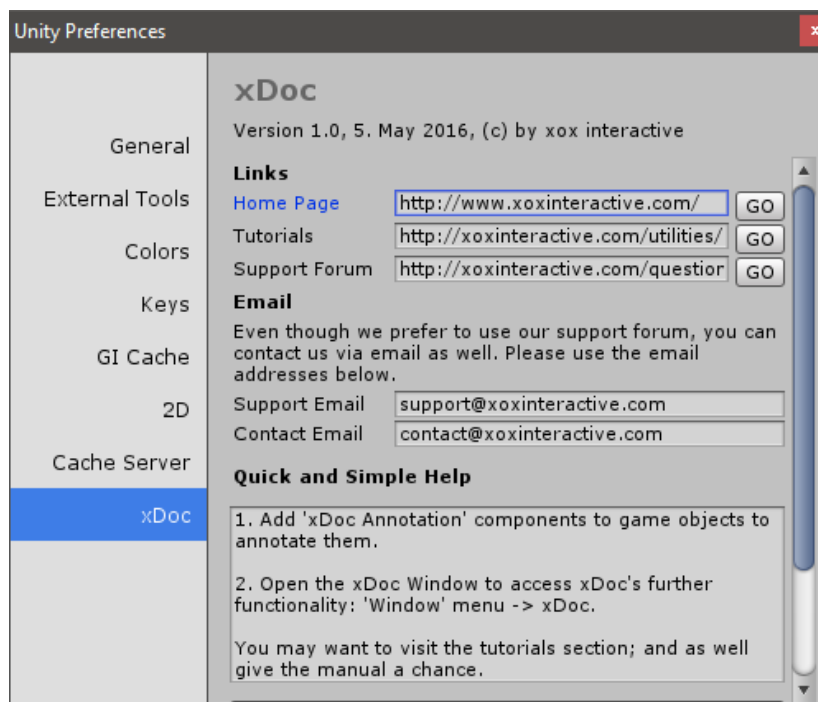 Unity Preferences
x
General
External Tools
Colors
Keys
GI Cache
2D
Cache Server
xDoc
xDoc
Version 1.0, 5. May 2016, (c) by xox interactive
Links
Home Page http://www.xoxinteractive.com/ GO
Tutorials http://xoxinteractive.com/utilities/ GO
Support Forum http://xoxinteractive.com/question GO
Email
Even though we prefer to use our support forum, you can
contact us via email as well. Please use the email
addresses below.
Support Email support@xoxinteractive.com
Contact Email contact@xoxinteractive.com
Quick and Simple Help
1. Add 'xDoc Annotation' components to game objects to
annotate them.
2. Open the xDoc Window to access xDoc's further
functionality: 'Window' menu -> xDoc.
You may want to visit the tutorials section; and as well
give the manual a chance.